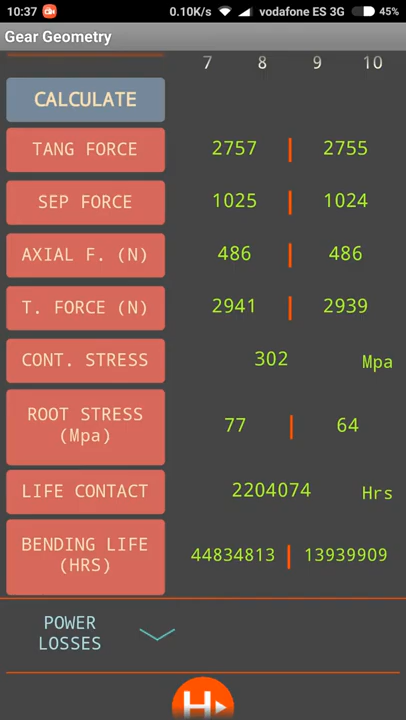 10:37 0.10K/s vodafone ES 3G 45%
Gear Geometry
7 8 9 10
CALCULATE
TANG FORCE 2757 | 2755
SEP FORCE 1025 | 1024
AXIAL F. (N) 486 | 486
T. FORCE (N) 2941 | 2939
CONT. STRESS 302 Mpa
ROOT STRESS
(Mpa) 77 | 64
LIFE CONTACT 2204074 Hrs
BENDING LIFE
(HRS) 44834813 | 13939909
POWER
LOSSES
H